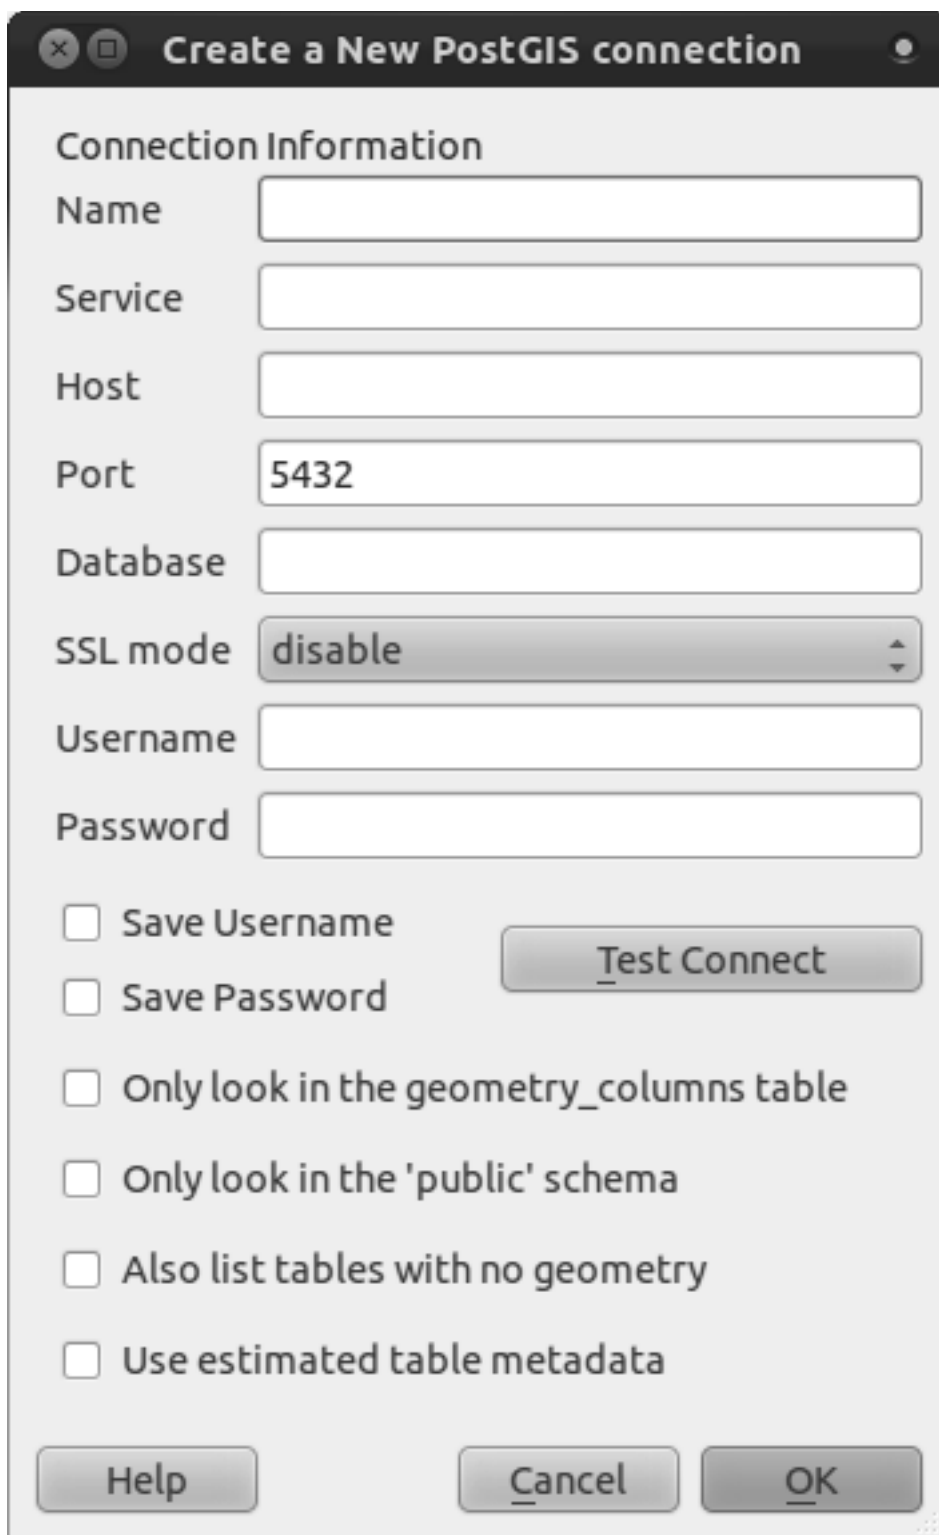 Create a New PostGIS connection
Connection Information
Name
Service
Host
Port 5432
Database
SSL mode disable
Username
Password
Save Username
Test Connect
Save Password
Only look in the geometry_columns table
Only look in the 'public' schema
Also list tables with no geometry
Use estimated table metadata
Help Cancel OK